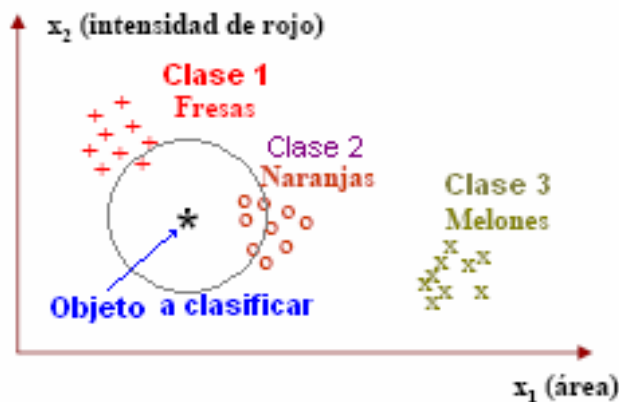 x₂ (intensidad de rojo)
Clase 1
Fresas
Clase 2
Naranjas
Clase 3
Melones
Objeto a clasificar
x₁ (área)